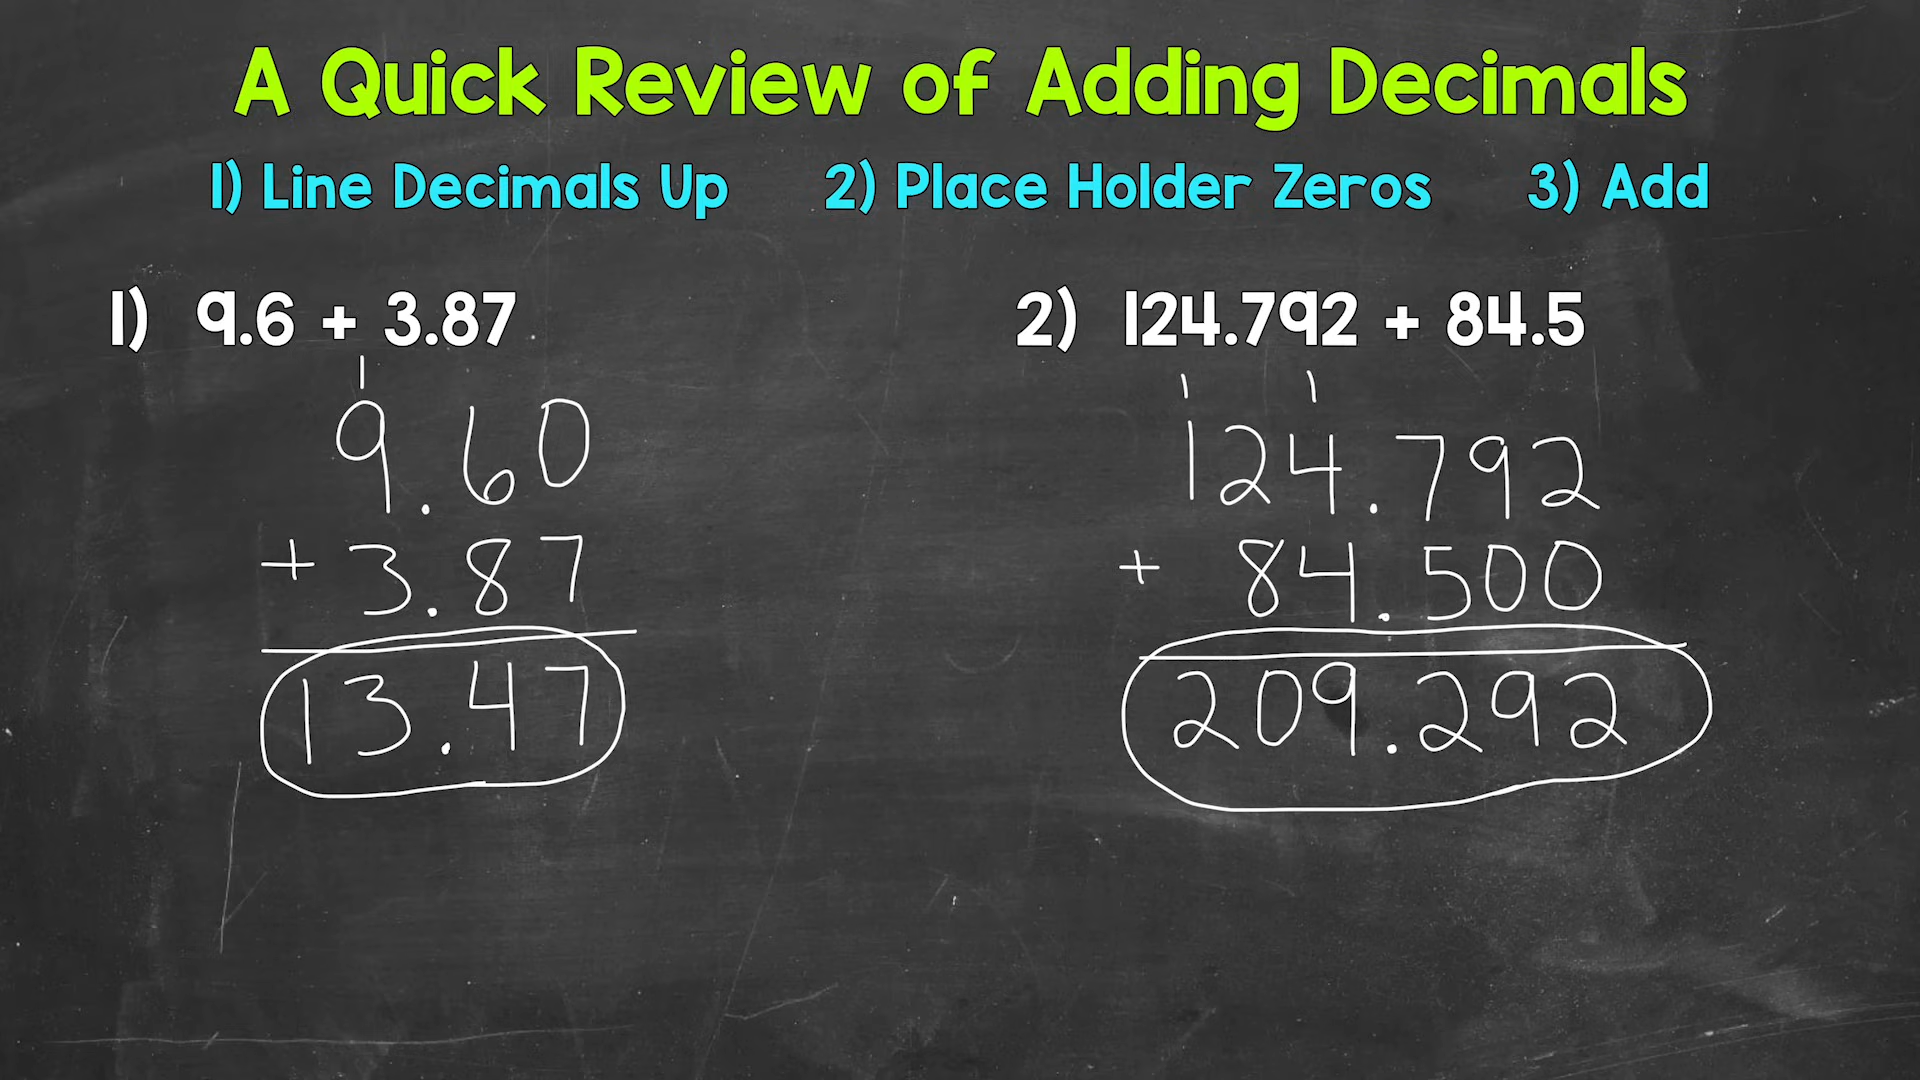 A Quick Review of Adding Decimals
1) Line Decimals Up 2) Place Holder Zeros 3) Add
1) 9.6 + 3.87
1
9.60
+ 3.87
13.47
2) 124.792 + 84.5
1 1
124.792
+ 84.500
209.292